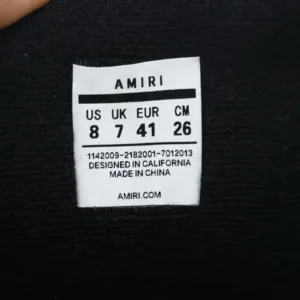 AMIRI
US UK EUR CM
8 7 41 26
1142009-2182001-7012013
DESIGNED IN CALIFORNIA
MADE IN CHINA
AMIRI.COM